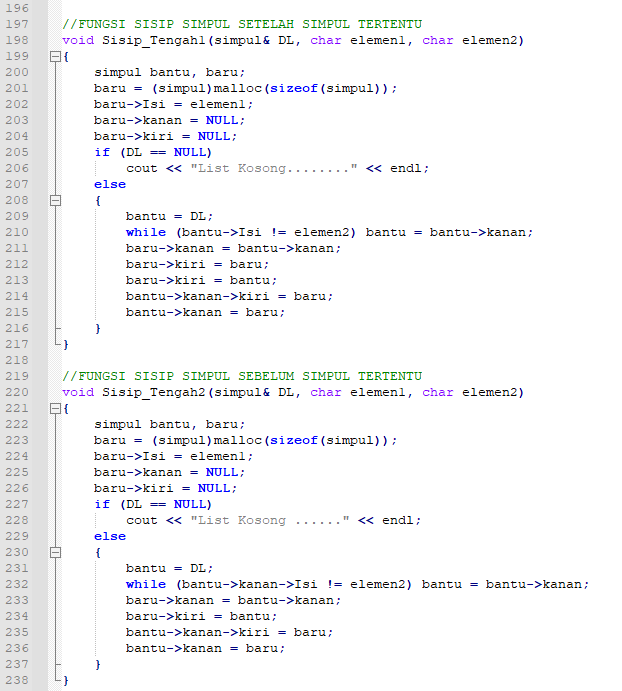 196
197 //FUNGSI SISIP SIMPUL SETELAH SIMPUL TERTENTU
198 void Sisip_Tengah1(simpul& DL, char elemen1, char elemen2)
199 {
200 simpul bantu, baru;
201 baru = (simpul)malloc(sizeof(simpul));
202 baru->Isi = elemen1;
203 baru->kanan = NULL;
204 baru->kiri = NULL;
205 if (DL == NULL)
206 cout << "List Kosong........" << endl;
207 else
208 {
209 bantu = DL;
210 while (bantu->Isi != elemen2) bantu = bantu->kanan;
211 baru->kanan = bantu->kanan;
212 baru->kiri = baru;
213 baru->kiri = bantu;
214 bantu->kanan->kiri = baru;
215 bantu->kanan = baru;
216 }
217 }
218
219 //FUNGSI SISIP SIMPUL SEBELUM SIMPUL TERTENTU
220 void Sisip_Tengah2(simpul& DL, char elemen1, char elemen2)
221 {
222 simpul bantu, baru;
223 baru = (simpul)malloc(sizeof(simpul));
224 baru->Isi = elemen1;
225 baru->kanan = NULL;
226 baru->kiri = NULL;
227 if (DL == NULL)
228 cout << "List Kosong ......" << endl;
229 else
230 {
231 bantu = DL;
232 while (bantu->kanan->Isi != elemen2) bantu = bantu->kanan;
233 baru->kanan = bantu->kanan;
234 baru->kiri = bantu;
235 bantu->kanan->kiri = baru;
236 bantu->kanan = baru;
237 }
238 }